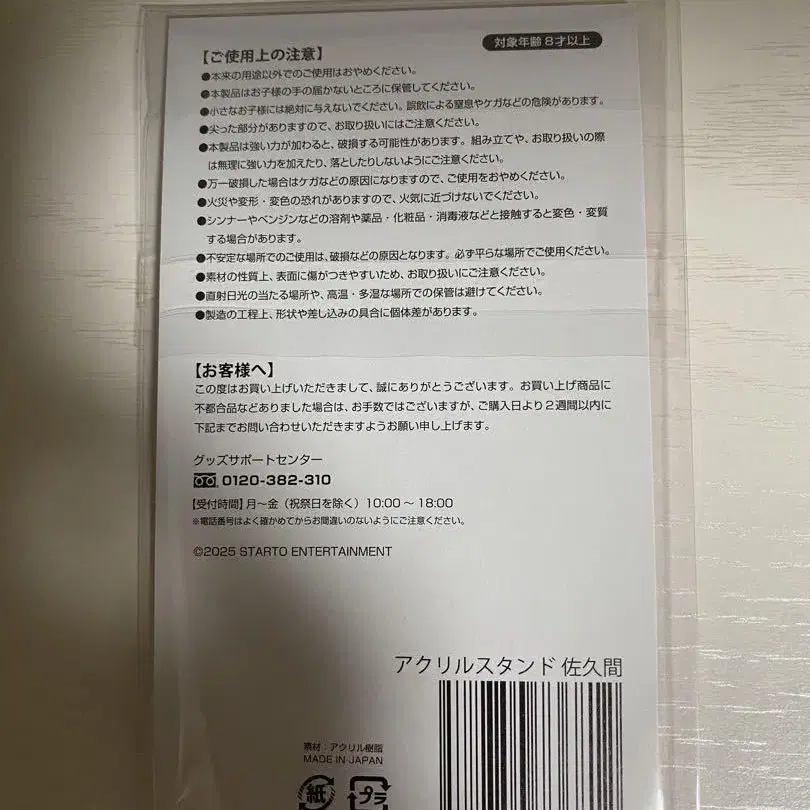 【ご使用上の注意】
対象年齢8才以上
●本来の用途以外でのご使用はおやめください。
●本製品はお子様の手の届かないところに保管してください。
●小さなお子様には絶対に与えないでください。誤飲による窒息やケガなどの危険があります。
●尖った部分がありますので、お取り扱いにはご注意ください。
●本製品は強い力が加わると、破損する可能性があります。組み立てや、お取り扱いの際
は無理に強い力を加えたり、落としたりしないようにご注意ください。
●万一破損した場合はケガなどの原因になりますので、ご使用をおやめください。
●火災や変形・変色の恐れがありますので、火気に近づけないでください。
●シンナーやベンジンなどの溶剤や薬品・化粧品・消毒液などと接触すると変色・変質
する場合があります。
●不安定な場所でのご使用は、破損などの原因となります。必ず平らな場所でご使用ください。
●素材の性質上、表面に傷がつきやすいため、お取り扱いにご注意ください。
●直射日光の当たる場所や、高温・多湿な場所での保管は避けてください。
●製造の工程上、形状や差し込みの具合に個体差があります。
【お客様へ】
この度はお買い上げいただきまして、誠にありがとうございます。お買い上げ商品に
不都合品などありました場合は、お手数ではございますが、ご購入日より2週間以内に
下記までお問い合わせいただきますようお願い申し上げます。
グッズサポートセンター
0120-382-310
【受付時間】月〜金（祝祭日を除く）10:00〜18:00
※電話番号はよく確かめてからお間違いのないようにご注意ください。
©2025 STARTO ENTERTAINMENT
アクリルスタンド 佐久間
素材：アクリル樹脂
MADE IN JAPAN
紙 プラ